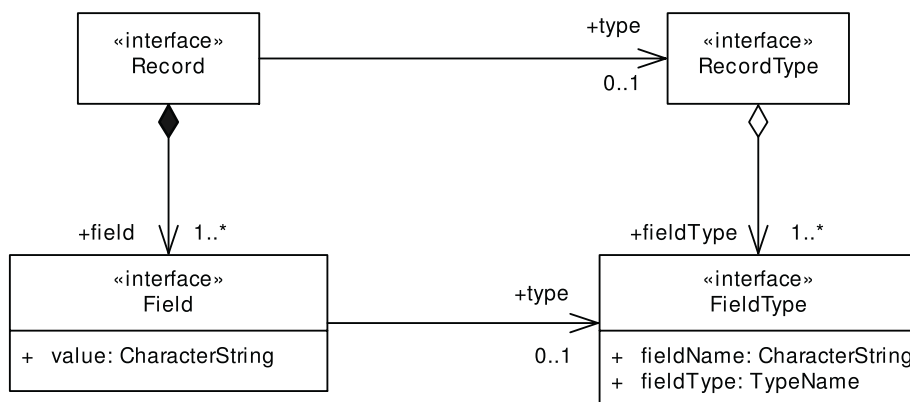 «interface»
Record
+type
0..1
«interface»
RecordType
+field 1..*
+fieldType 1..*
«interface»
Field
+ value: CharacterString
+type
0..1
«interface»
FieldType
+ fieldName: CharacterString
+ fieldType: TypeName